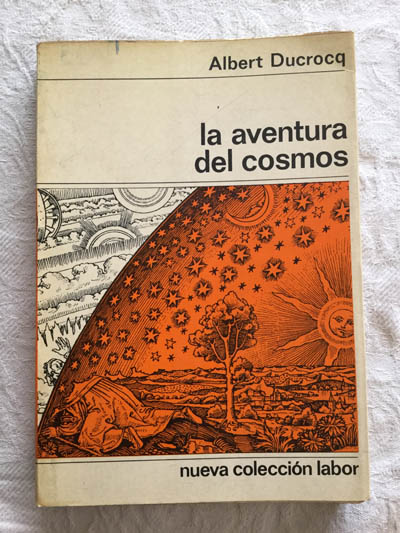 Albert Ducrocq
la aventura
del cosmos
nueva colección labor